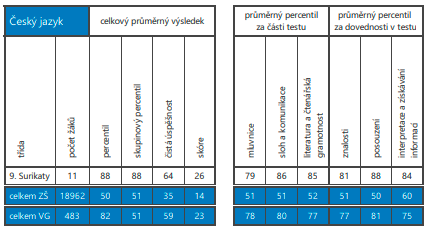 Český jazyk
celkový průměrný výsledek
průměrný percentil
za části testu
průměrný percentil
za dovednosti v testu
třída
počet žáků
percentil
skupinový percentil
čistá úspěšnost
skóre
mluvnice
sloh a komunikace
literatura a čtenářská
gramotnost
znalosti
posouzení
interpretace a získávání
informací
9. Surikaty 11 88 88 64 26 79 86 85 81 88 84
celkem ZŠ 18962 50 51 35 14 51 51 52 51 50 60
celkem VG 483 82 51 59 23 78 80 77 77 81 75